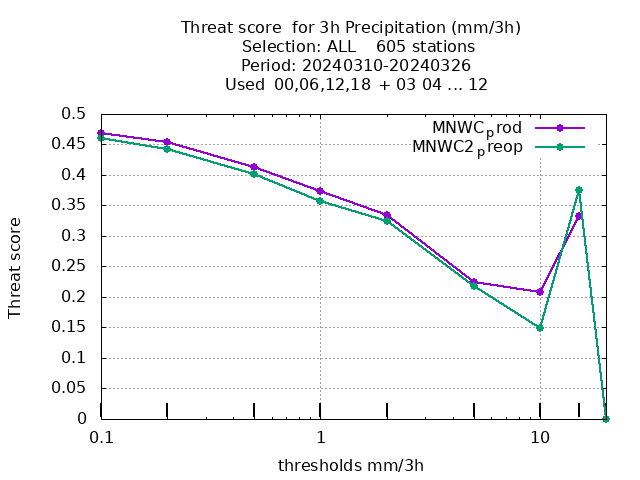 Threat score  for 3h Precipitation (mm/3h)
Selection: ALL    605 stations
Period: 20240310-20240326
Used  00,06,12,18  + 03 04 ... 12
MNWC_prod
MNWC2_preop
0.5
0.45
0.4
0.35
0.3
0.25
0.2
0.15
0.1
0.05
0
Threat score
0.1 1 10
thresholds mm/3h